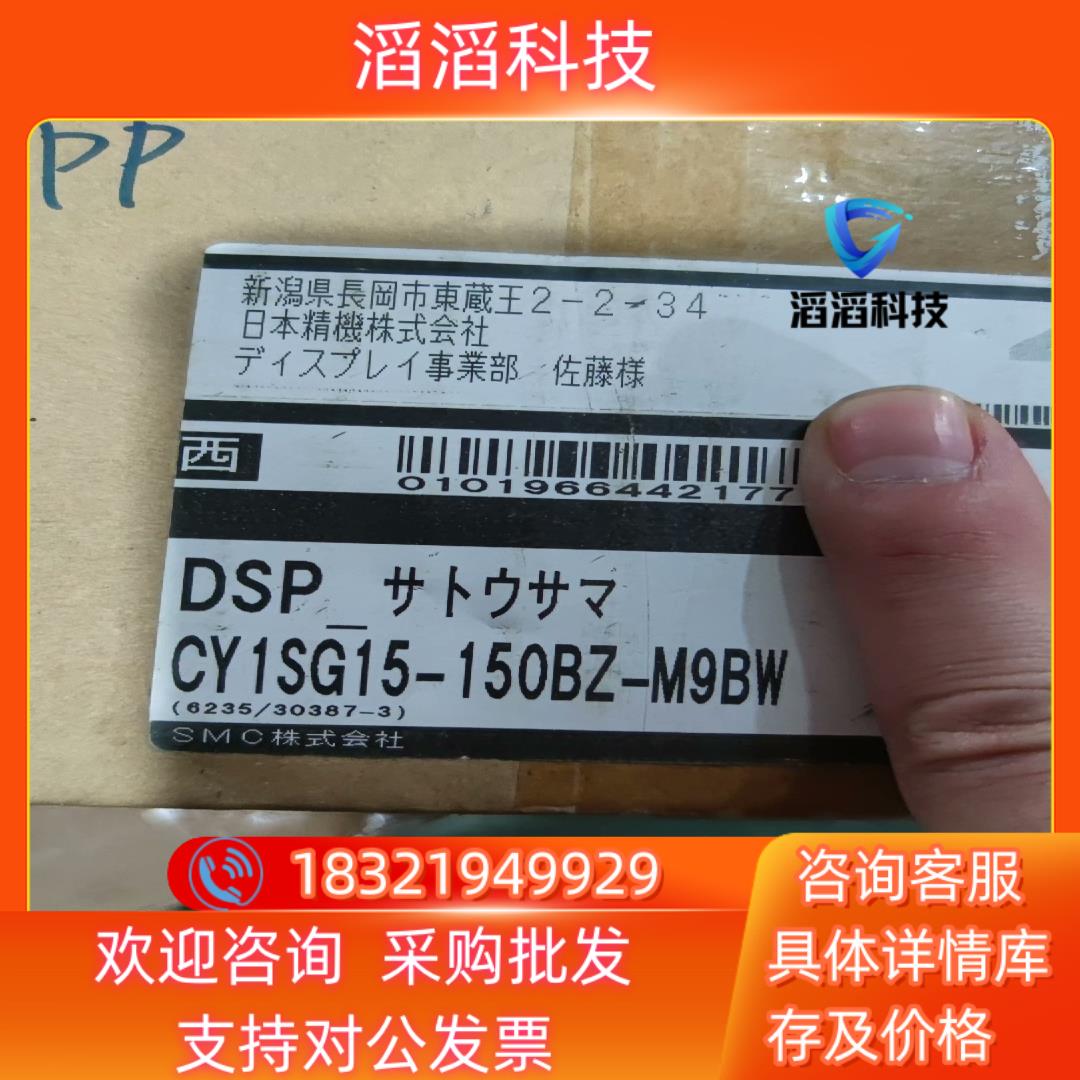 滔滔科技
PP
滔滔科技
新潟県長岡市東蔵王2-2-34
日本精機株式会社
ディスプレイ事業部 佐藤様
西
0101966442177
DSP_ サトウサマ
CY1SG15-150BZ-M9BW
(6235/30387-3)
SMC株式会社
18321949929
欢迎咨询 采购批发
支持对公发票
咨询客服
具体详情库
存及价格